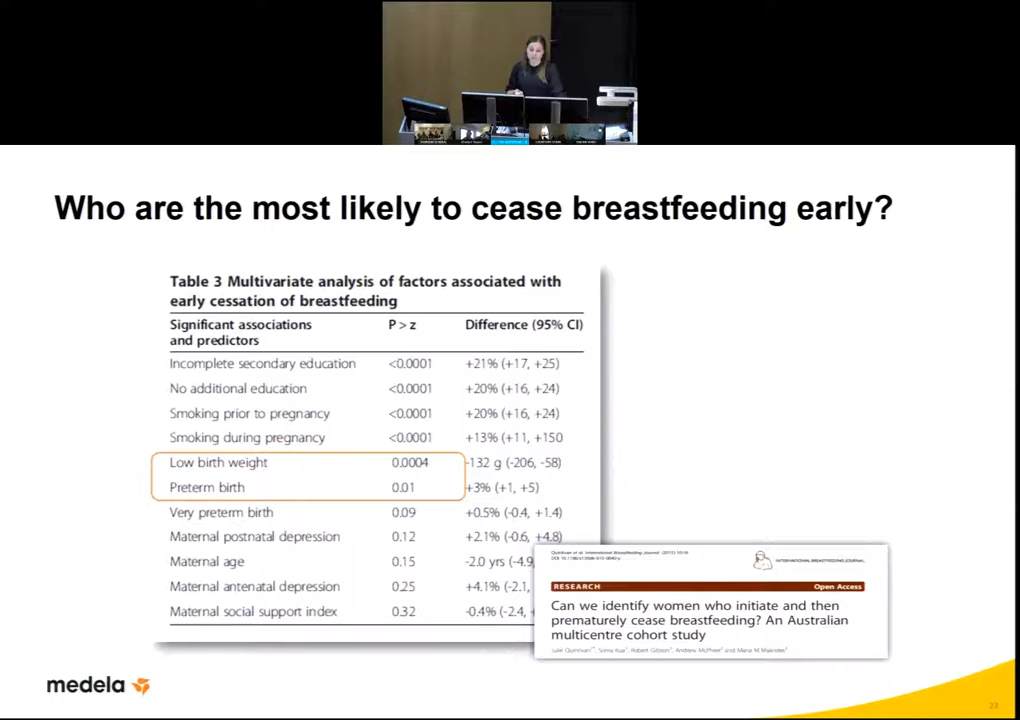 Who are the most likely to cease breastfeeding early?
Table 3 Multivariate analysis of factors associated with
early cessation of breastfeeding
Significant associations
and predictors
P > z
Difference (95% CI)
Incomplete secondary education <0.0001 +21% (+17, +25)
No additional education <0.0001 +20% (+16, +24)
Smoking prior to pregnancy <0.0001 +20% (+16, +24)
Smoking during pregnancy <0.0001 +13% (+11, +150
Low birth weight 0.0004 -132 g (-206, -58)
Preterm birth 0.01 +3% (+1, +5)
Very preterm birth 0.09 +0.5% (-0.4, +1.4)
Maternal postnatal depression 0.12 +2.1% (-0.6, +4.8)
Maternal age 0.15 -2.0 yrs (-4.9,
Maternal antenatal depression 0.25 +4.1% (-2.1,
Maternal social support index 0.32 -0.4% (-2.4,
INTERNATIONAL BREASTFEEDING JOURNAL
RESEARCH Open Access
Can we identify women who initiate and then
prematurely cease breastfeeding? An Australian
multicentre cohort study
medela
23